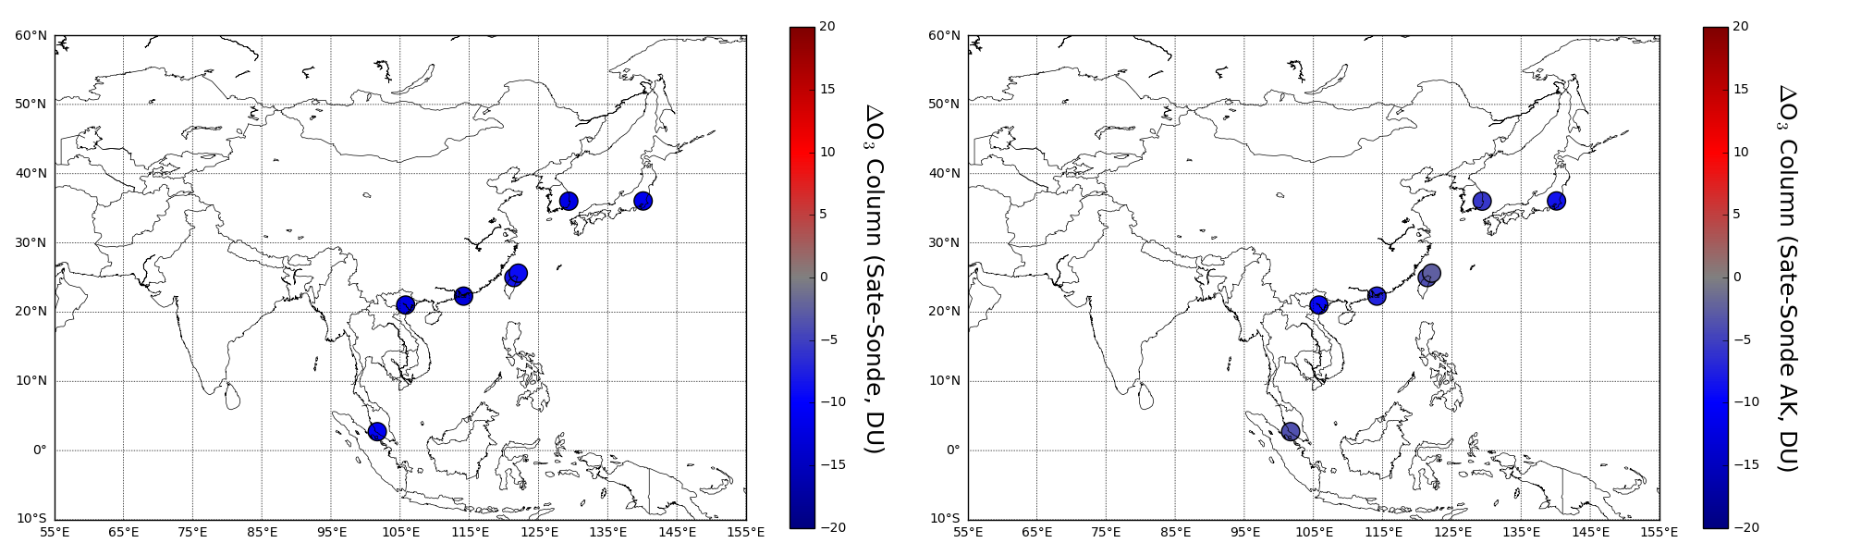 60°N
50°N
40°N
30°N
20°N
10°N
0°
10°S
55°E 65°E 75°E 85°E 95°E 105°E 115°E 125°E 135°E 145°E 155°E
20
15
10
5
0
−5
−10
−15
−20
ΔO₃ Column (Sate-Sonde, DU)
60°N
50°N
40°N
30°N
20°N
10°N
0°
10°S
55°E 65°E 75°E 85°E 95°E 105°E 115°E 125°E 135°E 145°E 155°E
20
15
10
5
0
−5
−10
−15
−20
ΔO₃ Column (Sate-Sonde AK, DU)